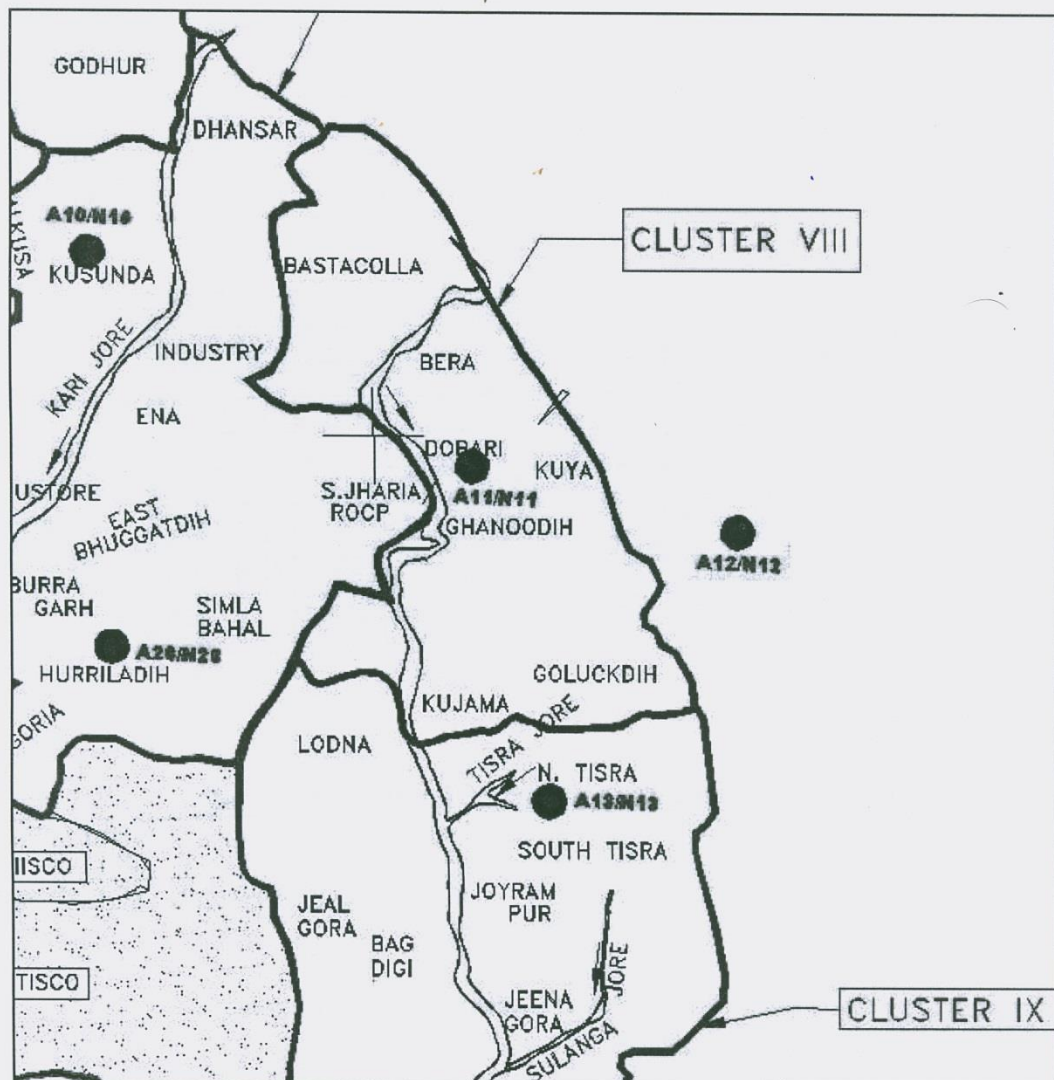 GODHUR
DHANSAR
A10/N10
KUSUNDA
BASTACOLLA
CLUSTER VIII
KARI JORE
INDUSTRY
BERA
ENA
DOBARI
KUYA
USTORE
S.JHARIA
ROCP
A11/N11
GHANOODIH
EAST
BHUGGATDIH
A12/N12
BURRA
GARH
SIMLA
BAHAL
A26/N26
HURRILADIH
GOLUCKDIH
KUJAMA
GORIA
LODNA
TISRA JORE
N. TISRA
A13/N13
SOUTH TISRA
IISCO
JOYRAM
PUR
JEAL
GORA
BAG
DIGI
TISCO
JEENA
GORA
SULANGA JORE
CLUSTER IX